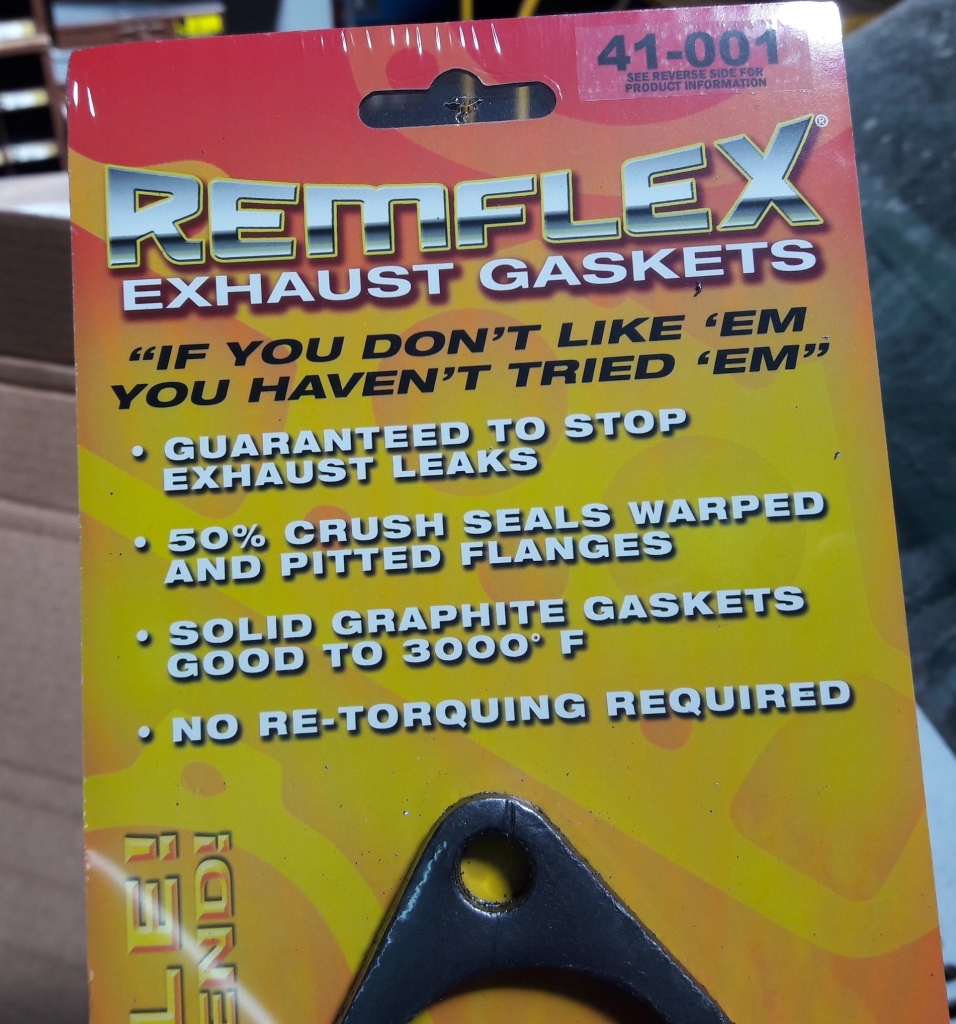 41-001
SEE REVERSE SIDE FOR
PRODUCT INFORMATION
REMFLEX®
EXHAUST GASKETS
“IF YOU DON’T LIKE ‘EM
YOU HAVEN’T TRIED ‘EM”
• GUARANTEED TO STOP
EXHAUST LEAKS
• 50% CRUSH SEALS WARPED
AND PITTED FLANGES
• SOLID GRAPHITE GASKETS
GOOD TO 3000° F
• NO RE-TORQUING REQUIRED